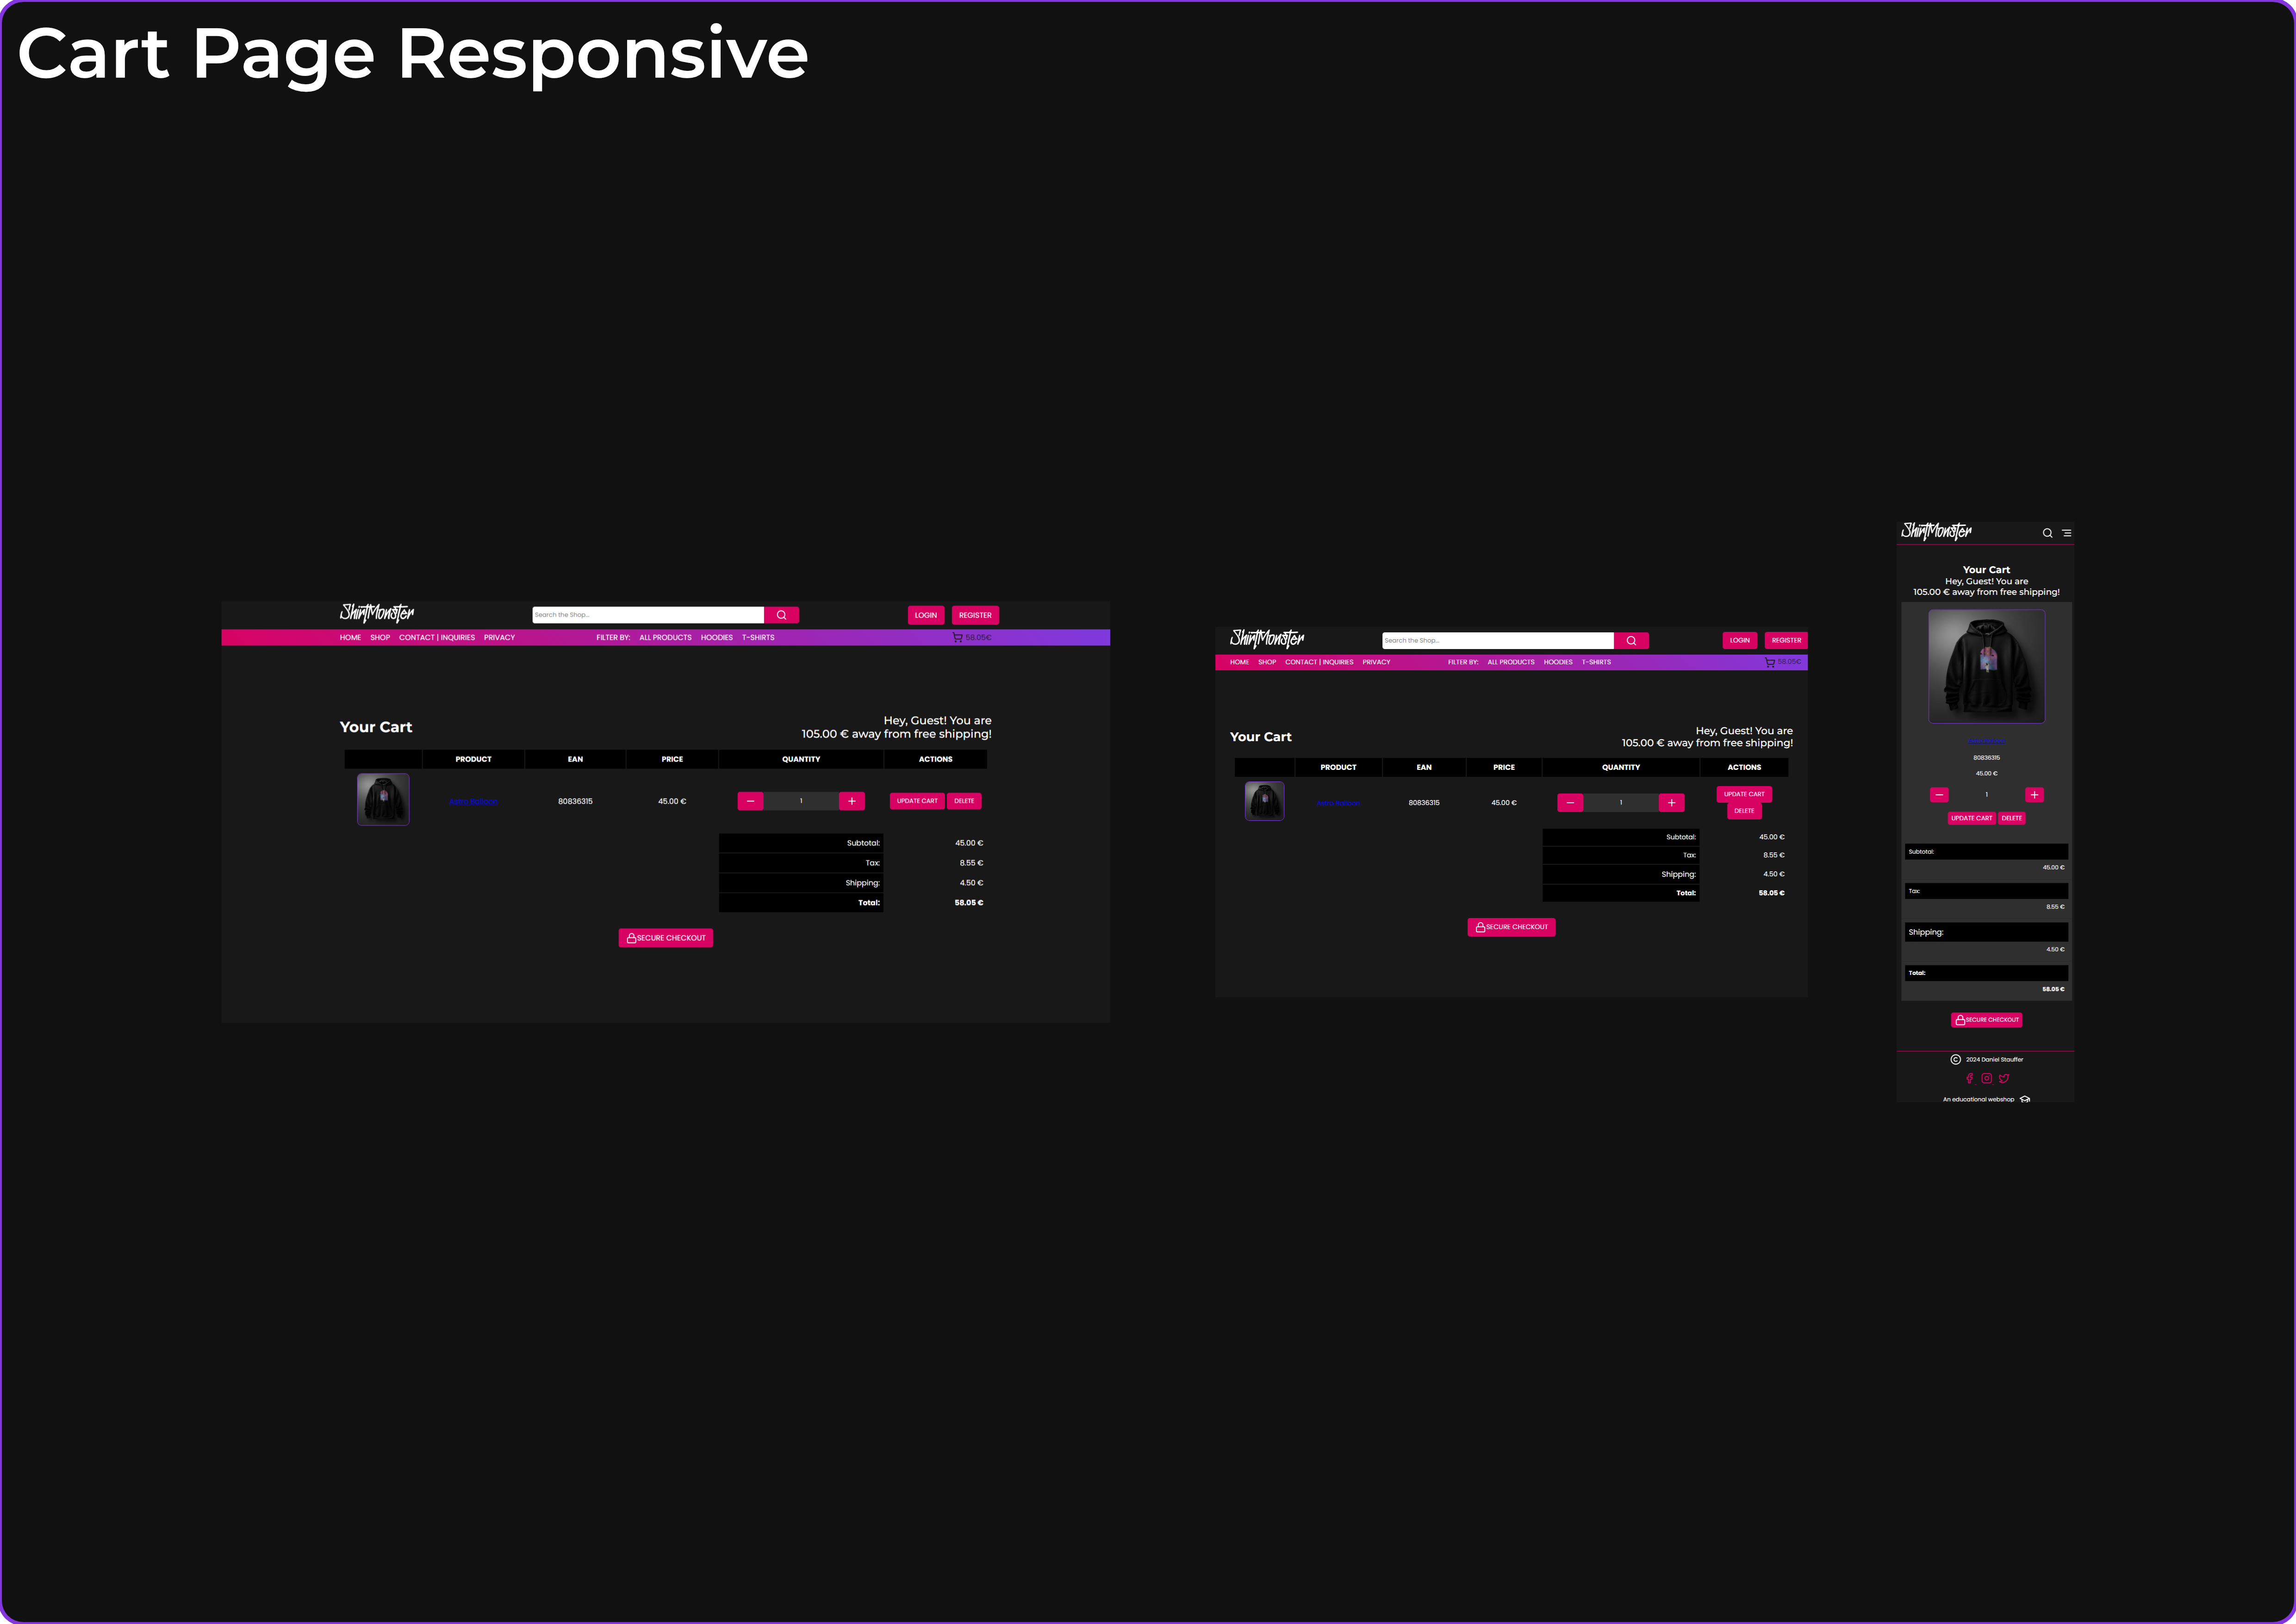 Cart Page Responsive
ShirtMonster
Search the Shop...
LOGIN REGISTER
HOME SHOP CONTACT | INQUIRIES PRIVACY FILTER BY: ALL PRODUCTS HOODIES T-SHIRTS 58.05€
Your Cart
Hey, Guest! You are
105.00 € away from free shipping!
PRODUCT EAN PRICE QUANTITY ACTIONS
80836315 45.00 € 1 UPDATE CART DELETE
Subtotal: 45.00 €
Tax: 8.55 €
Shipping: 4.50 €
Total: 58.05 €
SECURE CHECKOUT
ShirtMonster
Search the Shop...
LOGIN REGISTER
HOME SHOP CONTACT | INQUIRIES PRIVACY FILTER BY: ALL PRODUCTS HOODIES T-SHIRTS 58.05€
Your Cart
Hey, Guest! You are
105.00 € away from free shipping!
PRODUCT EAN PRICE QUANTITY ACTIONS
80836315 45.00 € 1 UPDATE CART
DELETE
Subtotal: 45.00 €
Tax: 8.55 €
Shipping: 4.50 €
Total: 58.05 €
SECURE CHECKOUT
ShirtMonster
Your Cart
Hey, Guest! You are
105.00 € away from free shipping!
80836315
45.00 €
1
UPDATE CART DELETE
Subtotal:
45.00 €
Tax:
8.55 €
Shipping:
4.50 €
Total:
58.05 €
SECURE CHECKOUT
© 2024 Daniel Stauffer
An educational webshop